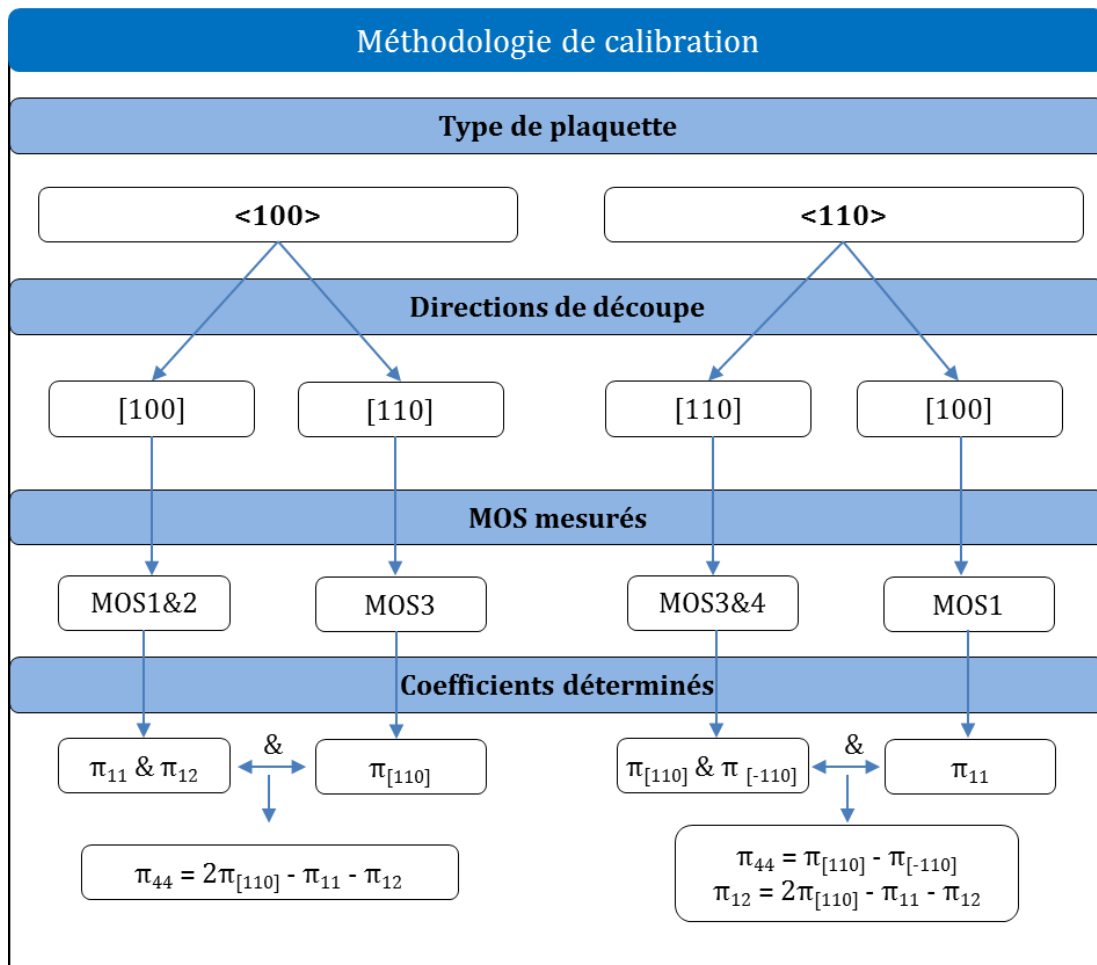 Méthodologie de calibration
Type de plaquette
<100> <110>
Directions de découpe
[100] [110] [110] [100]
MOS mesurés
MOS1&2 MOS3 MOS3&4 MOS1
Coefficients déterminés
& &
π₁₁ & π₁₂ π[110] π[110] & π [-110] π₁₁
π₄₄ = 2π[110] - π₁₁ - π₁₂
π₄₄ = π[110] - π[-110]
π₁₂ = 2π[110] - π₁₁ - π₁₂